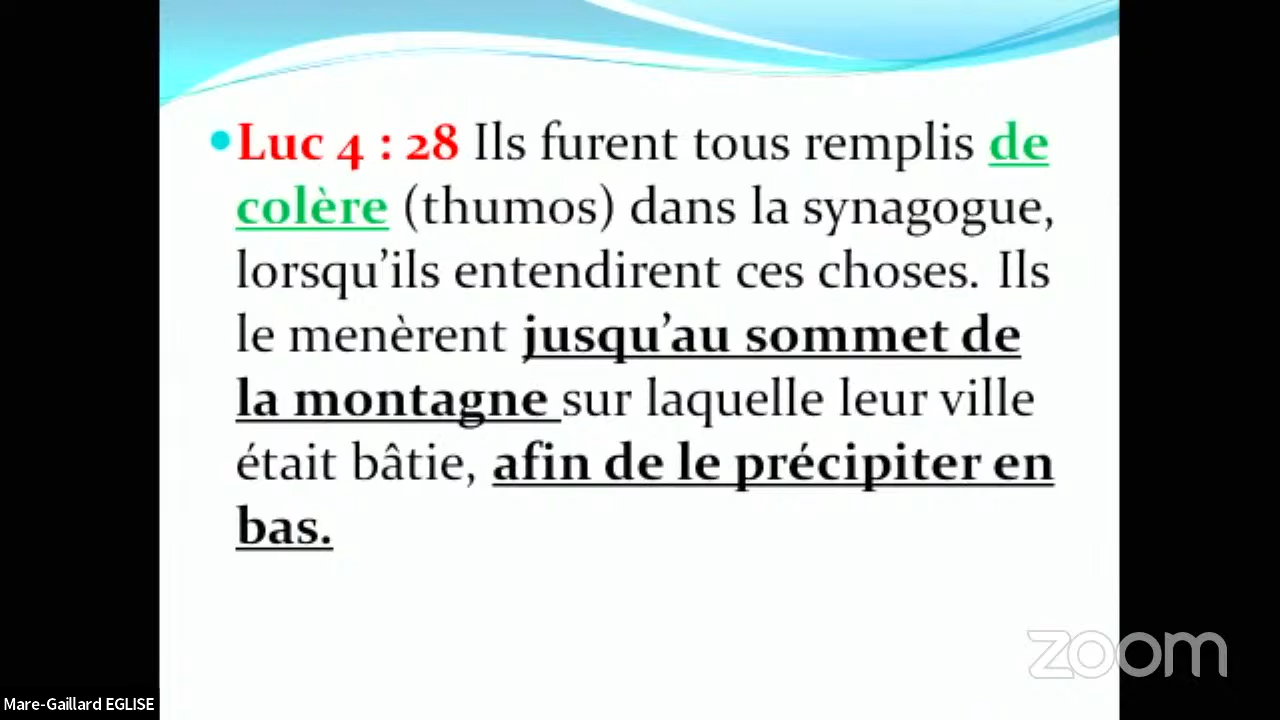 Luc 4 : 28 Ils furent tous remplis de
colère (thumos) dans la synagogue,
lorsqu’ils entendirent ces choses. Ils
le menèrent jusqu’au sommet de
la montagne sur laquelle leur ville
était bâtie, afin de le précipiter en
bas.
zoom
Mare-Gaillard EGLISE